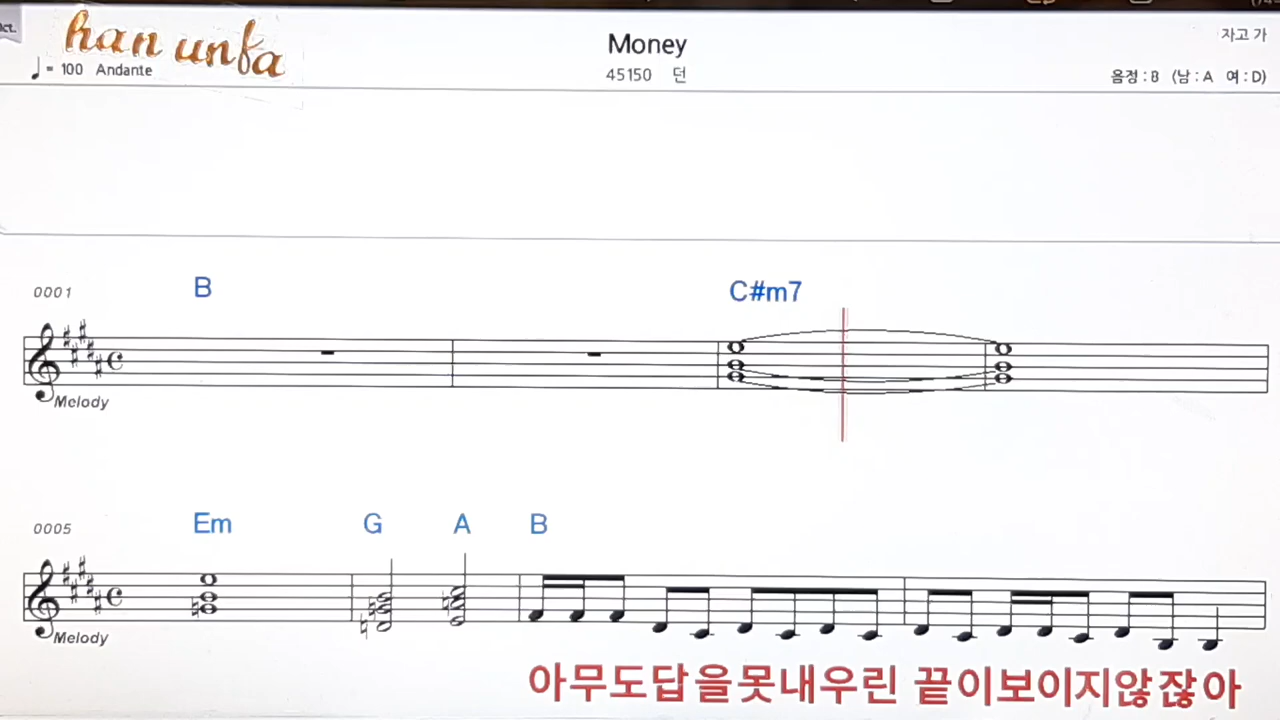 han unfa
자고 가
Money
♩= 100 Andante
45150 던
음정 : B (남 : A 여 : D)
0001 B C#m7
Melody
0005 Em G A B
Melody
아무도답을못내우린 끝이보이지않잖아